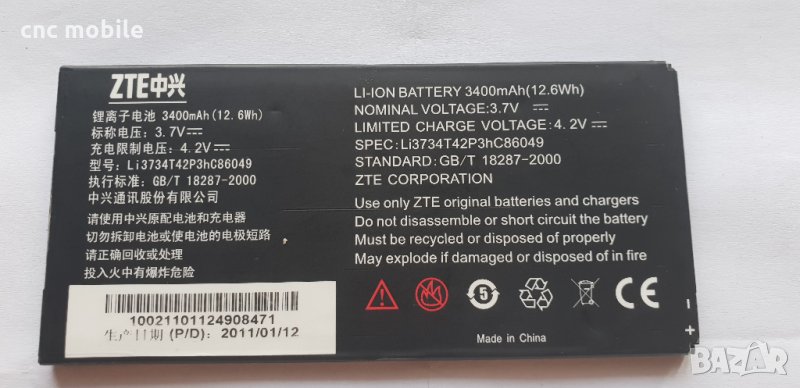 cnc mobile
ZTE中兴
锂离子电池 3400mAh(12.6Wh)
标称电压: 3.7V
充电限制电压: 4.2V
型号: Li3734T42P3hC86049
执行标准: GB/T 18287-2000
中兴通讯股份有限公司
请使用中兴原配电池和充电器
切勿拆卸电池或使电池的电极短路
请正确回收或处理
投入火中有爆炸危险
10021101124908471
生产日期 (P/D): 2011/01/12
LI-ION BATTERY 3400mAh(12.6Wh)
NOMINAL VOLTAGE:3.7V
LIMITED CHARGE VOLTAGE:4.2V
SPEC: Li3734T42P3hC86049
STANDARD: GB/T 18287-2000
ZTE CORPORATION
Use only ZTE original batteries and chargers
Do not disassemble or short circuit the battery
Must be recycled or disposed of properly
May explode if damaged or disposed of in fire
5
CE
Made in China
-
+
BAZAR